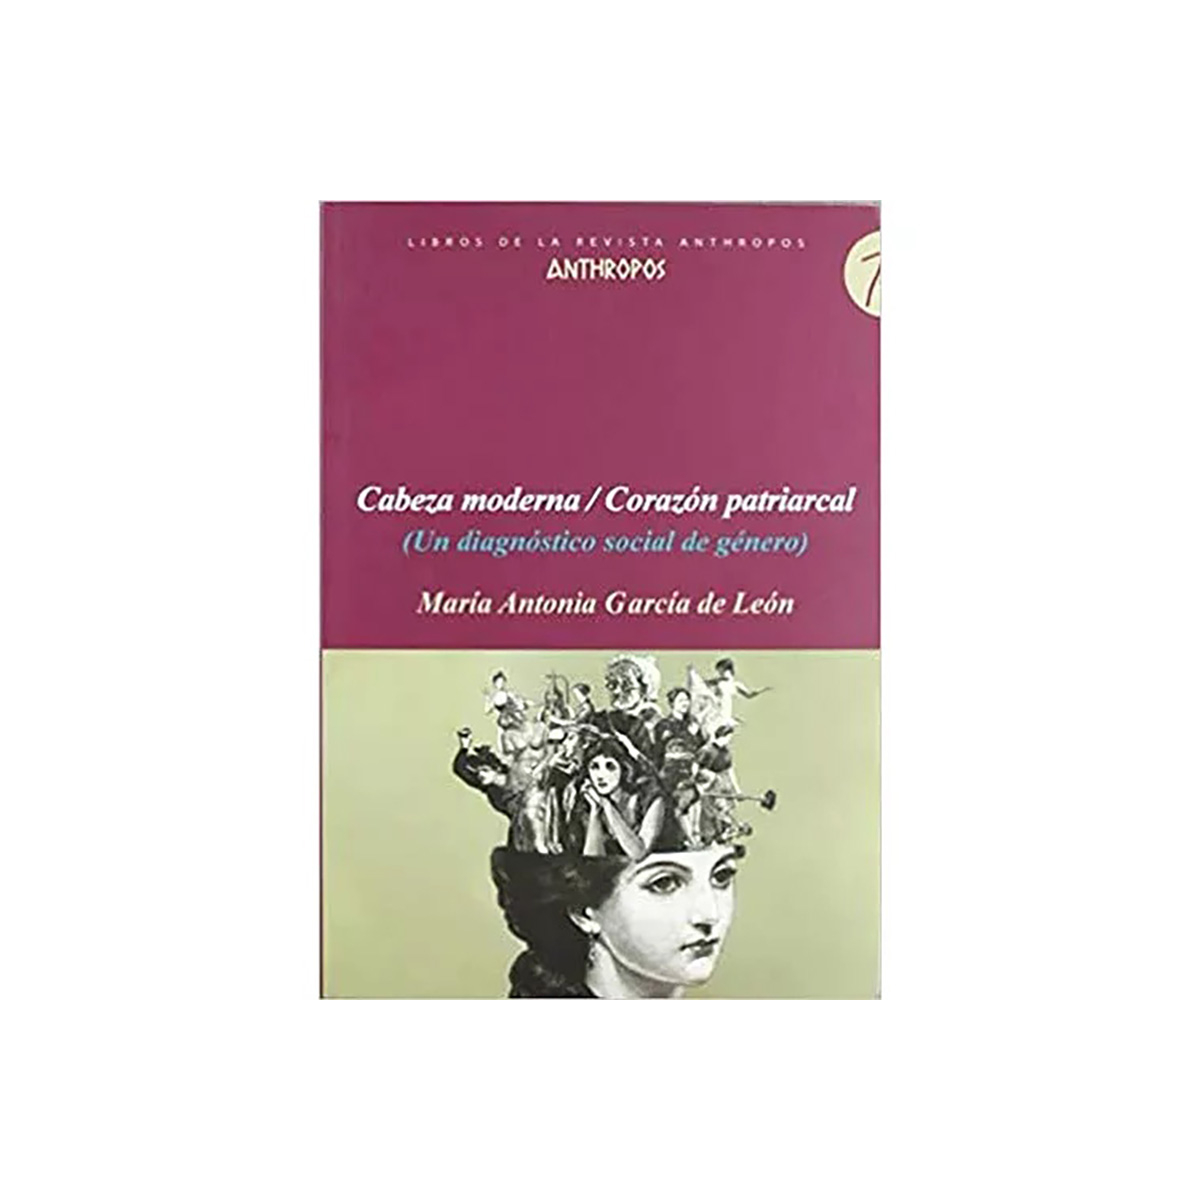 LIBROS DE LA REVISTA ANTHROPOS
ANTHROPOS
7
Cabeza moderna / Corazón patriarcal
(Un diagnóstico social de género)
María Antonia García de León